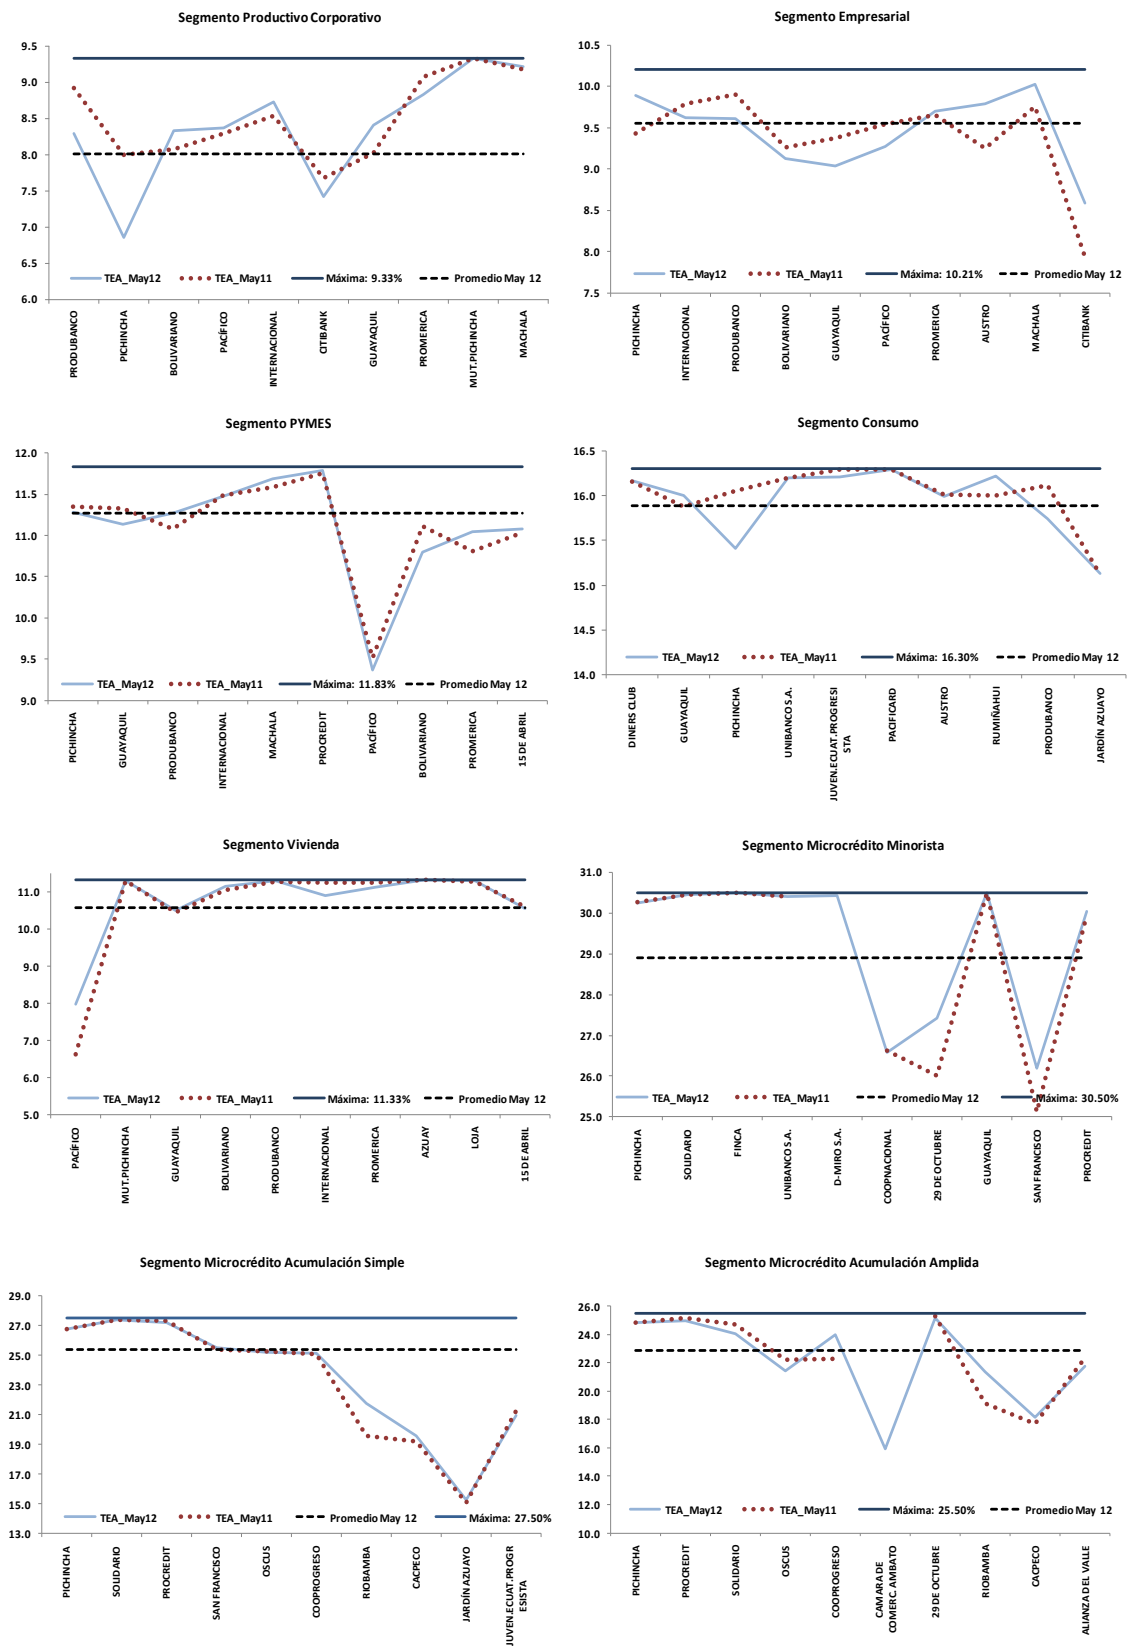 Segmento Productivo Corporativo
9.5
9.0
8.5
8.0
7.5
7.0
6.5
6.0
TEA_May12
TEA_May11
Máxima: 9.33%
Promedio May 12
PRODUBANCO
PICHINCHA
BOLIVARIANO
PACÍFICO
INTERNACIONAL
CITIBANK
GUAYAQUIL
PROMERICA
MUT.PICHINCHA
MACHALA
Segmento Empresarial
10.5
10.0
9.5
9.0
8.5
8.0
7.5
TEA_May12
TEA_May11
Máxima: 10.21%
Promedio May 12
PICHINCHA
INTERNACIONAL
PRODUBANCO
BOLIVARIANO
GUAYAQUIL
PACÍFICO
PROMERICA
AUSTRO
MACHALA
CITIBANK
Segmento PYMES
12.0
11.5
11.0
10.5
10.0
9.5
9.0
TEA_May12
TEA_May11
Máxima: 11.83%
Promedio May 12
PICHINCHA
GUAYAQUIL
PRODUBANCO
INTERNACIONAL
MACHALA
PROCREDIT
PACÍFICO
BOLIVARIANO
PROMERICA
15 DE ABRIL
Segmento Consumo
16.5
16.0
15.5
15.0
14.5
14.0
TEA_May12
TEA_May11
Máxima: 16.30%
Promedio May 12
DINERS CLUB
GUAYAQUIL
PICHINCHA
UNIBANCO S.A.
JUVEN.ECUAT.PROGRESI
STA
PACIFICARD
AUSTRO
RUMIÑAHUI
PRODUBANCO
JARDÍN AZUAYO
Segmento Vivienda
11.0
10.0
9.0
8.0
7.0
6.0
5.0
TEA_May12
TEA_May11
Máxima: 11.33%
Promedio May 12
PACÍFICO
MUT.PICHINCHA
GUAYAQUIL
BOLIVARIANO
PRODUBANCO
INTERNACIONAL
PROMERICA
AZUAY
LOJA
15 DE ABRIL
Segmento Microcrédito Minorista
31.0
30.0
29.0
28.0
27.0
26.0
25.0
TEA_May12
TEA_May11
Promedio May 12
Máxima: 30.50%
PICHINCHA
SOLIDARIO
FINCA
UNIBANCO S.A.
D-MIRO S.A.
COOPNACIONAL
29 DE OCTUBRE
GUAYAQUIL
SAN FRANCISCO
PROCREDIT
Segmento Microcrédito Acumulación Simple
29.0
27.0
25.0
23.0
21.0
19.0
17.0
15.0
13.0
TEA_May12
TEA_May11
Promedio May 12
Máxima: 27.50%
PICHINCHA
SOLIDARIO
PROCREDIT
SAN FRANCISCO
OSCUS
COOPROGRESO
RIOBAMBA
CACPECO
JARDÍN AZUAYO
JUVEN.ECUAT.PROGR
ESISTA
Segmento Microcrédito Acumulación Amplida
26.0
24.0
22.0
20.0
18.0
16.0
14.0
12.0
10.0
TEA_May12
TEA_May11
Máxima: 25.50%
Promedio May 12
PICHINCHA
PROCREDIT
SOLIDARIO
OSCUS
COOPROGRESO
CAMARA DE
COMERC. AMBATO
29 DE OCTUBRE
RIOBAMBA
CACPECO
ALIANZA DEL VALLE